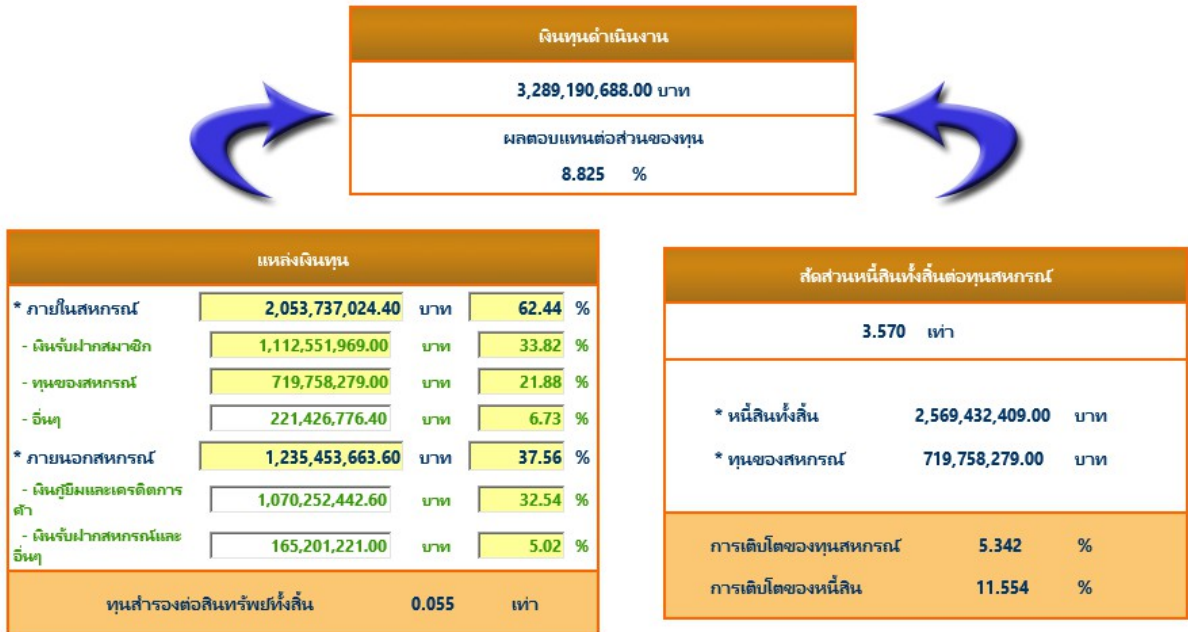 เงินทุนดำเนินงาน
3,289,190,688.00 บาท
ผลตอบแทนต่อส่วนของทุน
8.825 %
แหล่งเงินทุน
* ภายในสหกรณ์ 2,053,737,024.40 บาท 62.44 %
- เงินรับฝากสมาชิก 1,112,551,969.00 บาท 33.82 %
- ทุนของสหกรณ์ 719,758,279.00 บาท 21.88 %
- อื่นๆ 221,426,776.40 บาท 6.73 %
* ภายนอกสหกรณ์ 1,235,453,663.60 บาท 37.56 %
- เงินกู้ยืมและเครดิตการ
ค้า 1,070,252,442.60 บาท 32.54 %
- เงินรับฝากสหกรณ์และ
อื่นๆ 165,201,221.00 บาท 5.02 %
ทุนสำรองต่อสินทรัพย์ทั้งสิ้น 0.055 เท่า
สัดส่วนหนี้สินทั้งสิ้นต่อทุนสหกรณ์
3.570 เท่า
* หนี้สินทั้งสิ้น 2,569,432,409.00 บาท
* ทุนของสหกรณ์ 719,758,279.00 บาท
การเติบโตของทุนสหกรณ์ 5.342 %
การเติบโตของหนี้สิน 11.554 %